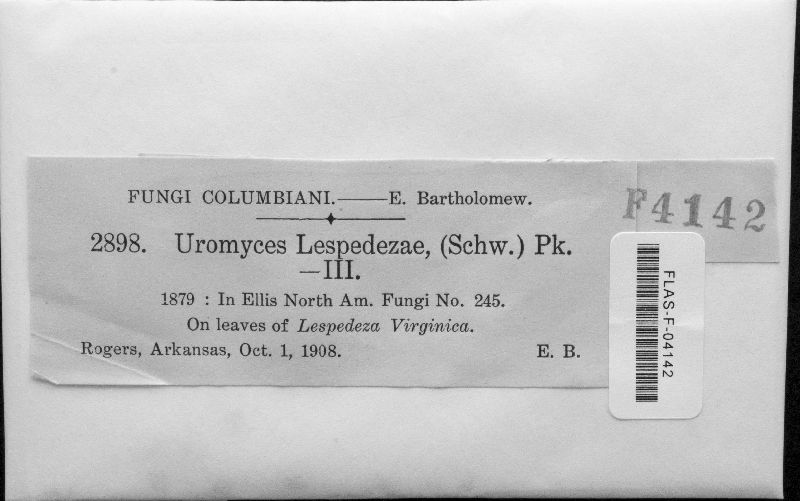 FUNGI COLUMBIANI.——E. Bartholomew.
F4142
2898. Uromyces Lespedezae, (Schw.) Pk.
—III.
1879 : In Ellis North Am. Fungi No. 245.
On leaves of Lespedeza Virginica.
Rogers, Arkansas, Oct. 1, 1908. E. B.
FLAS-F-04142